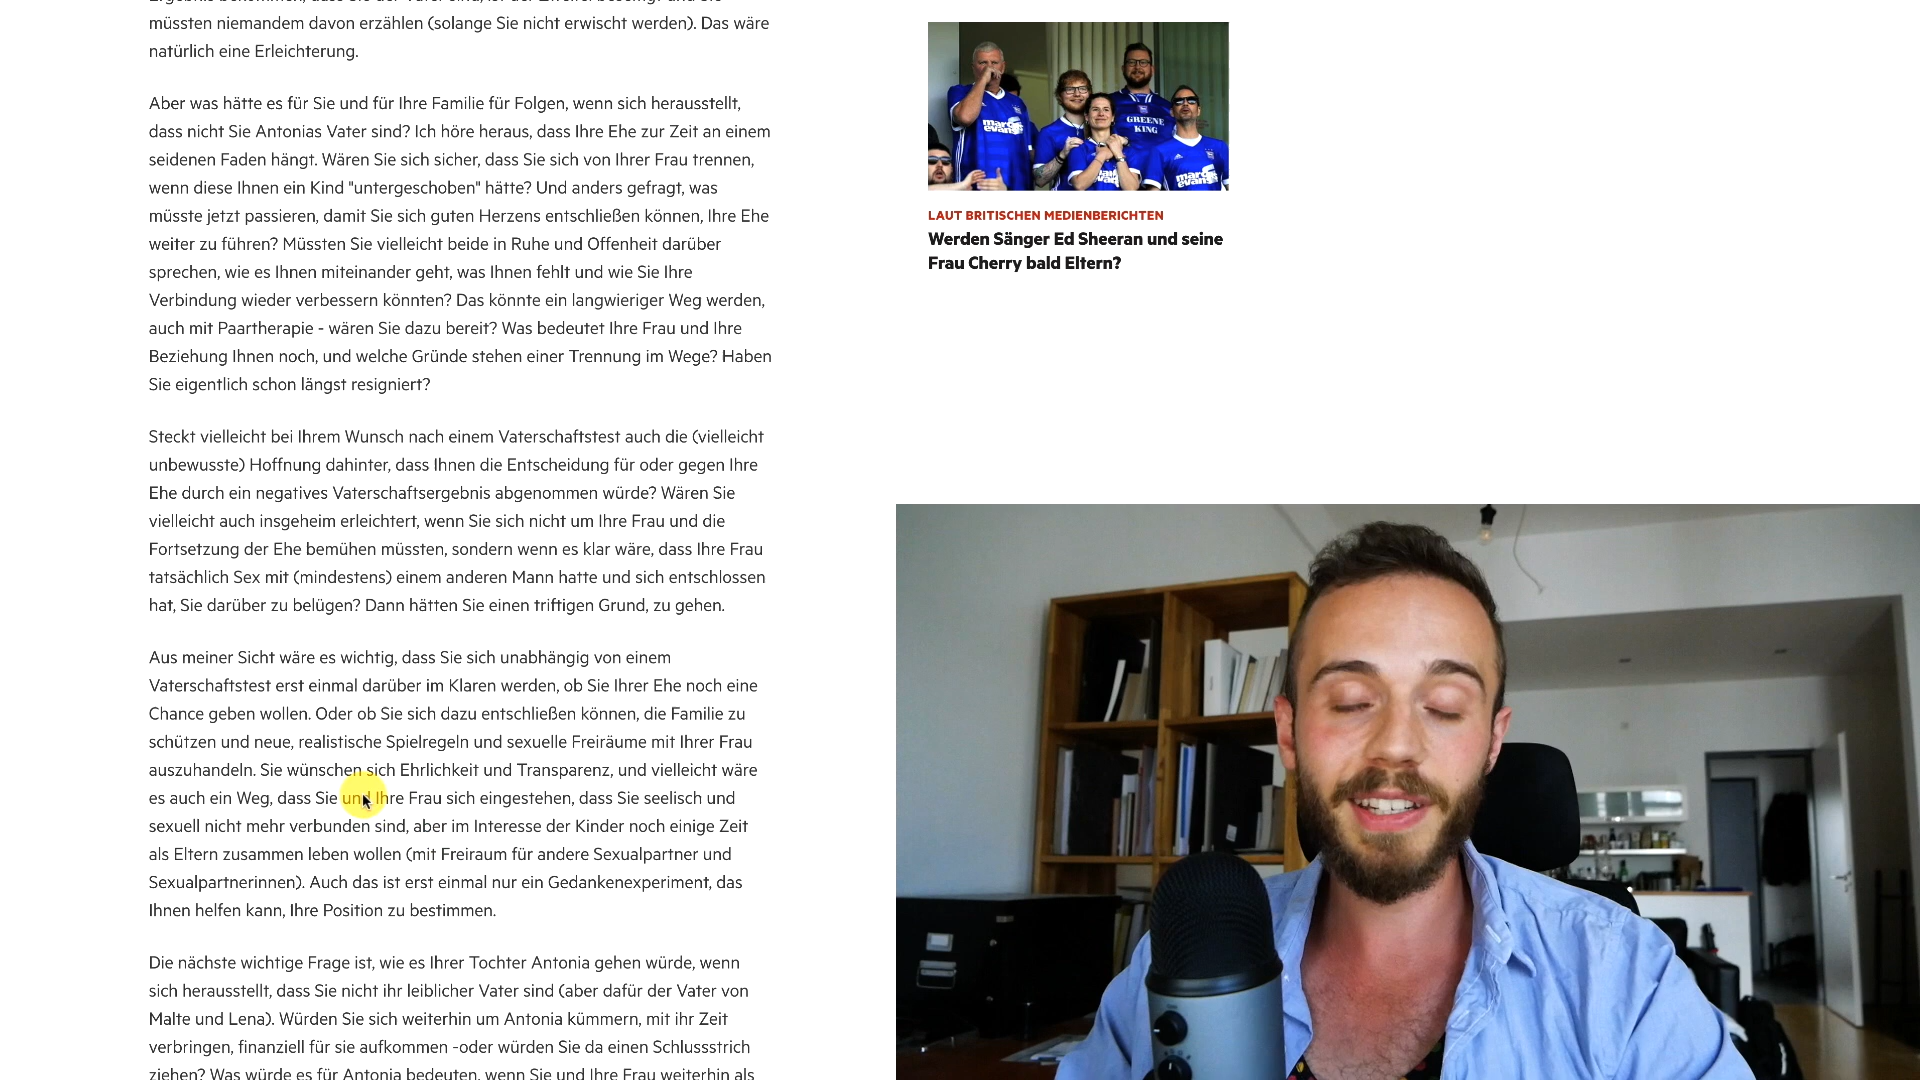 müssten niemandem davon erzählen (solange Sie nicht erwischt werden). Das wäre
natürlich eine Erleichterung.
Aber was hätte es für Sie und für Ihre Familie für Folgen, wenn sich herausstellt,
dass nicht Sie Antonias Vater sind? Ich höre heraus, dass Ihre Ehe zur Zeit an einem
seidenen Faden hängt. Wären Sie sich sicher, dass Sie sich von Ihrer Frau trennen,
wenn diese Ihnen ein Kind "untergeschoben" hätte? Und anders gefragt, was
müsste jetzt passieren, damit Sie sich guten Herzens entschließen können, Ihre Ehe
weiter zu führen? Müssten Sie vielleicht beide in Ruhe und Offenheit darüber
sprechen, wie es Ihnen miteinander geht, was Ihnen fehlt und wie Sie Ihre
Verbindung wieder verbessern könnten? Das könnte ein langwieriger Weg werden,
auch mit Paartherapie - wären Sie dazu bereit? Was bedeutet Ihre Frau und Ihre
Beziehung Ihnen noch, und welche Gründe stehen einer Trennung im Wege? Haben
Sie eigentlich schon längst resigniert?
Steckt vielleicht bei Ihrem Wunsch nach einem Vaterschaftstest auch die (vielleicht
unbewusste) Hoffnung dahinter, dass Ihnen die Entscheidung für oder gegen Ihre
Ehe durch ein negatives Vaterschaftsergebnis abgenommen würde? Wären Sie
vielleicht auch insgeheim erleichtert, wenn Sie sich nicht um Ihre Frau und die
Fortsetzung der Ehe bemühen müssten, sondern wenn es klar wäre, dass Ihre Frau
tatsächlich Sex mit (mindestens) einem anderen Mann hatte und sich entschlossen
hat, Sie darüber zu belügen? Dann hätten Sie einen triftigen Grund, zu gehen.
Aus meiner Sicht wäre es wichtig, dass Sie sich unabhängig von einem
Vaterschaftstest erst einmal darüber im Klaren werden, ob Sie Ihrer Ehe noch eine
Chance geben wollen. Oder ob Sie sich dazu entschließen können, die Familie zu
schützen und neue, realistische Spielregeln und sexuelle Freiräume mit Ihrer Frau
auszuhandeln. Sie wünschen sich Ehrlichkeit und Transparenz, und vielleicht wäre
es auch ein Weg, dass Sie und Ihre Frau sich eingestehen, dass Sie seelisch und
sexuell nicht mehr verbunden sind, aber im Interesse der Kinder noch einige Zeit
als Eltern zusammen leben wollen (mit Freiraum für andere Sexualpartner und
Sexualpartnerinnen). Auch das ist erst einmal nur ein Gedankenexperiment, das
Ihnen helfen kann, Ihre Position zu bestimmen.
Die nächste wichtige Frage ist, wie es Ihrer Tochter Antonia gehen würde, wenn
sich herausstellt, dass Sie nicht ihr leiblicher Vater sind (aber dafür der Vater von
Malte und Lena). Würden Sie sich weiterhin um Antonia kümmern, mit ihr Zeit
verbringen, finanziell für sie aufkommen -oder würden Sie da einen Schlussstrich
ziehen? Was würde es für Antonia bedeuten, wenn Sie und Ihre Frau weiterhin als
marcus
evans
GREENE
KING
marcus
evans
LAUT BRITISCHEN MEDIENBERICHTEN
Werden Sänger Ed Sheeran und seine
Frau Cherry bald Eltern?